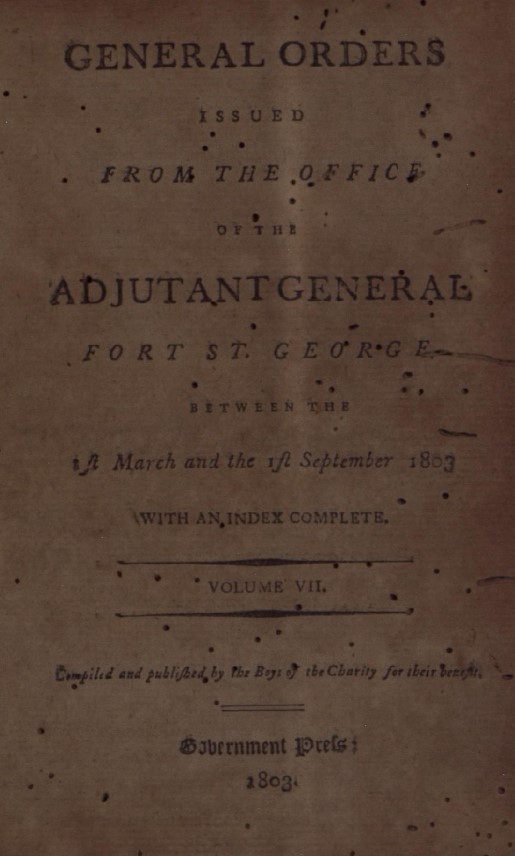 GENERAL ORDERS
ISSUED
FROM THE OFFICE
OF THE
ADJUTANT GENERAL
FORT ST. GEORGE
BETWEEN THE
1ſt March and the 1ſt September 1803
WITH AN INDEX COMPLETE.
VOLUME VII.
Compiled and publiſhed by the Boys of the Charity for their benefit.
Government Preſs;
1803.